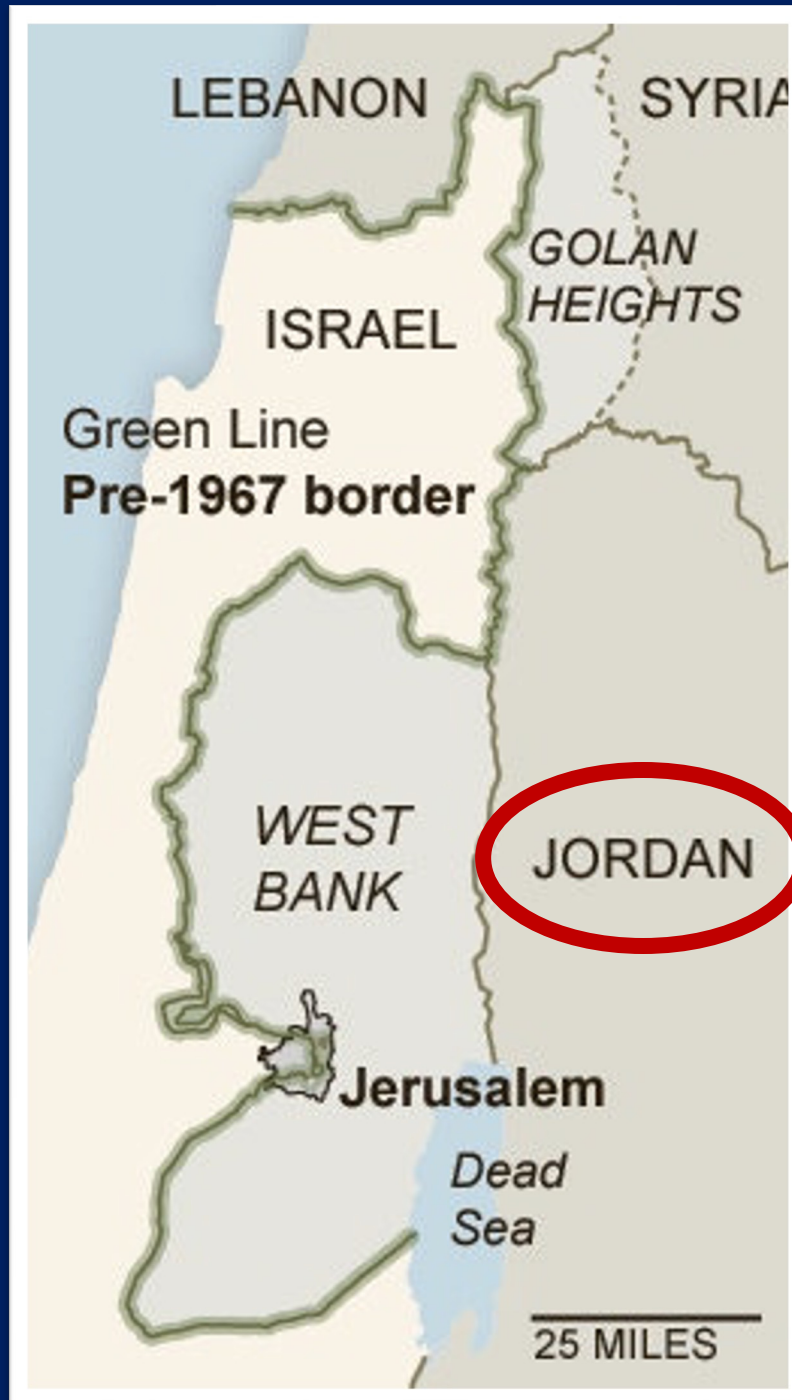 LEBANON
SYRIA
GOLAN
HEIGHTS
ISRAEL
Green Line
Pre-1967 border
WEST
BANK
JORDAN
Jerusalem
Dead
Sea
25 MILES